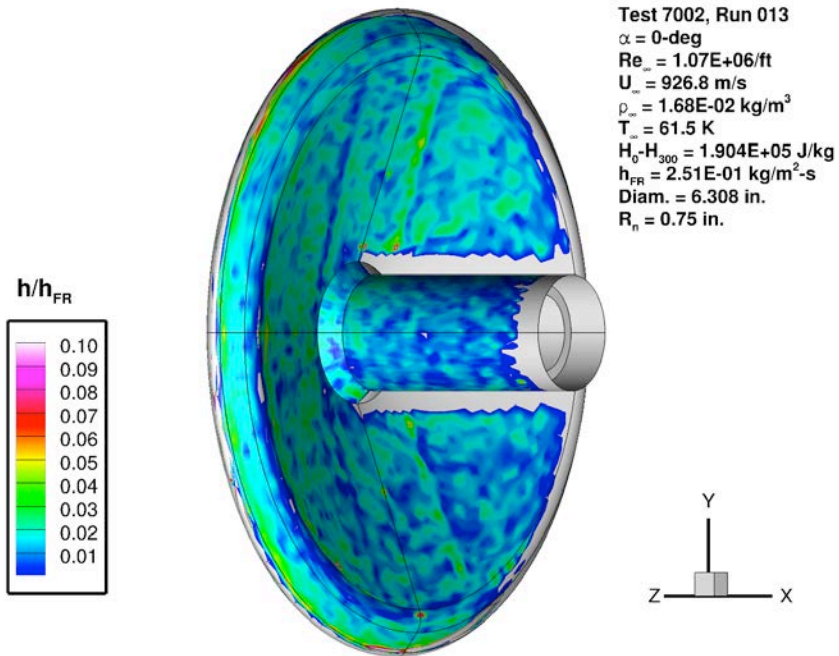 Test 7002, Run 013
α = 0-deg
Re∞ = 1.07E+06/ft
U∞ = 926.8 m/s
ρ∞ = 1.68E-02 kg/m³
T∞ = 61.5 K
H₀-H₃₀₀ = 1.904E+05 J/kg
h_FR = 2.51E-01 kg/m²-s
Diam. = 6.308 in.
Rₙ = 0.75 in.
h/h_FR
0.10
0.09
0.08
0.07
0.06
0.05
0.04
0.03
0.02
0.01
Y
Z X